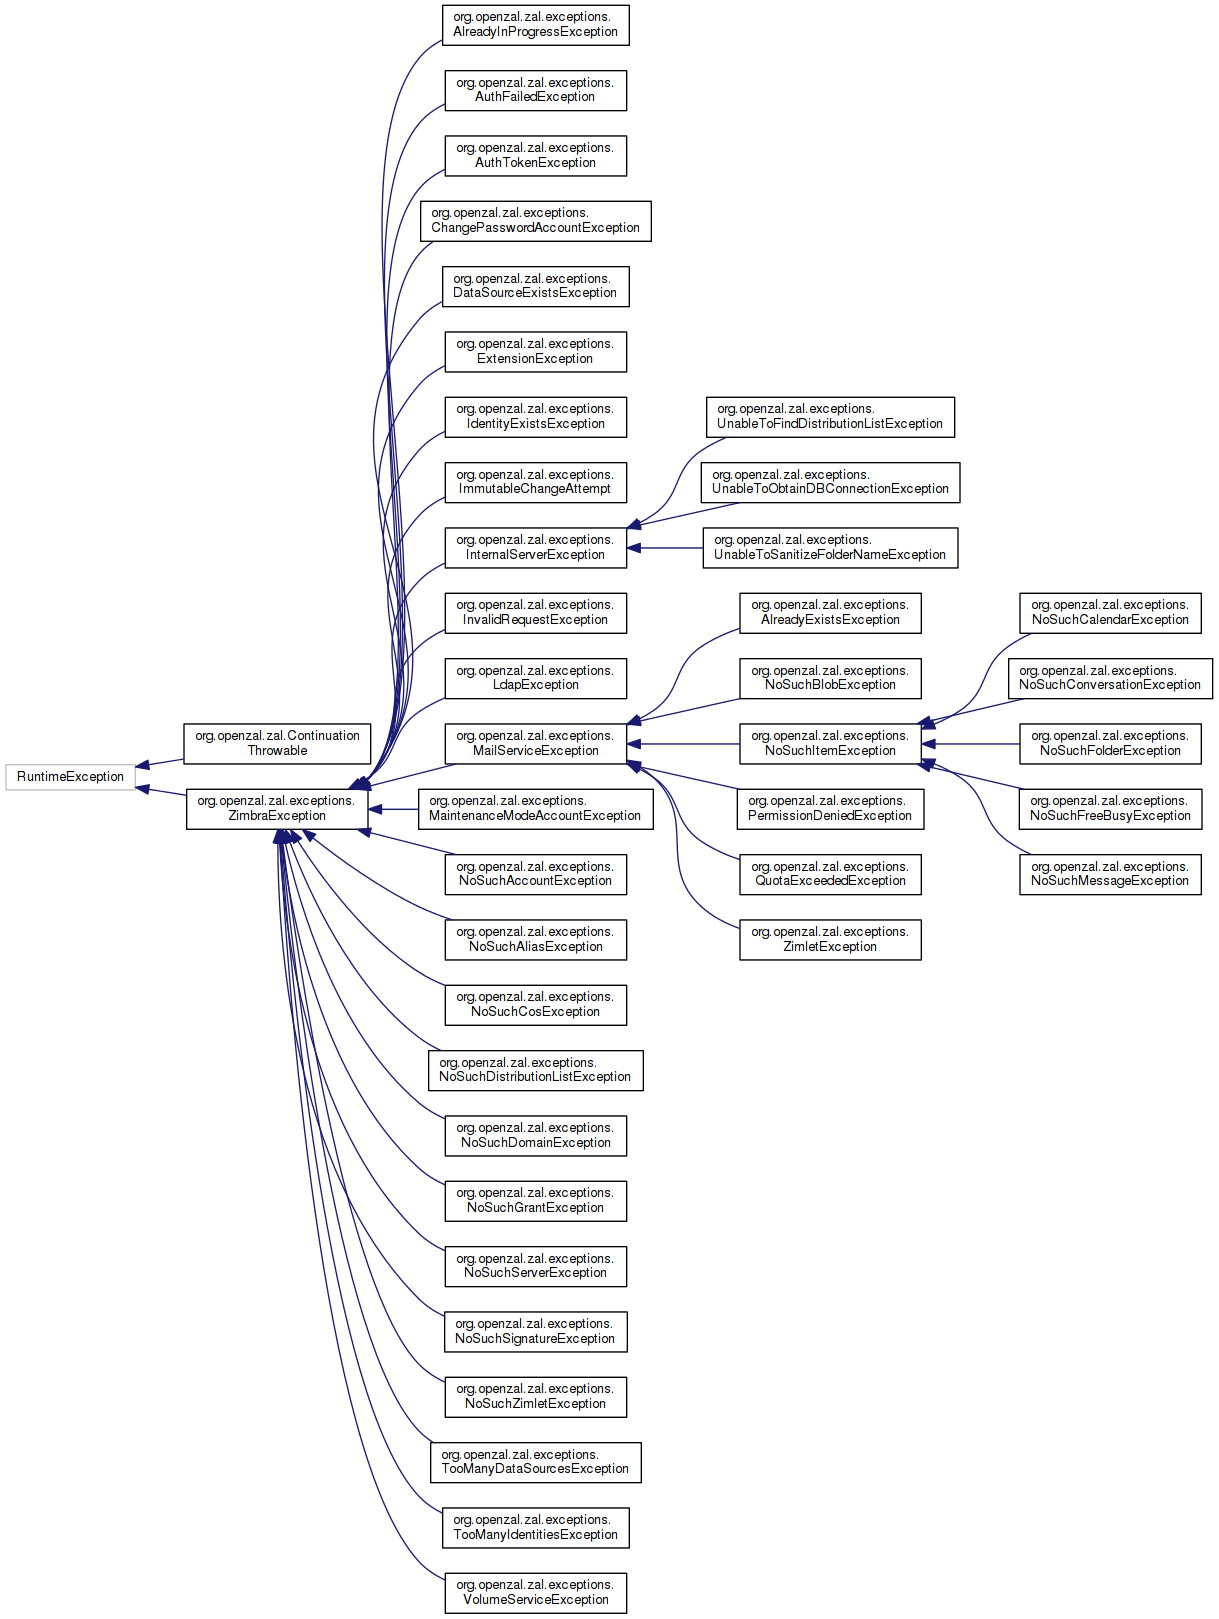 RuntimeException
org.openzal.zal.Continuation
Throwable
org.openzal.zal.exceptions.
ZimbraException
org.openzal.zal.exceptions.
AlreadyInProgressException
org.openzal.zal.exceptions.
AuthFailedException
org.openzal.zal.exceptions.
AuthTokenException
org.openzal.zal.exceptions.
ChangePasswordAccountException
org.openzal.zal.exceptions.
DataSourceExistsException
org.openzal.zal.exceptions.
ExtensionException
org.openzal.zal.exceptions.
IdentityExistsException
org.openzal.zal.exceptions.
ImmutableChangeAttempt
org.openzal.zal.exceptions.
InternalServerException
org.openzal.zal.exceptions.
InvalidRequestException
org.openzal.zal.exceptions.
LdapException
org.openzal.zal.exceptions.
MailServiceException
org.openzal.zal.exceptions.
MaintenanceModeAccountException
org.openzal.zal.exceptions.
NoSuchAccountException
org.openzal.zal.exceptions.
NoSuchAliasException
org.openzal.zal.exceptions.
NoSuchCosException
org.openzal.zal.exceptions.
NoSuchDistributionListException
org.openzal.zal.exceptions.
NoSuchDomainException
org.openzal.zal.exceptions.
NoSuchGrantException
org.openzal.zal.exceptions.
NoSuchServerException
org.openzal.zal.exceptions.
NoSuchSignatureException
org.openzal.zal.exceptions.
NoSuchZimletException
org.openzal.zal.exceptions.
TooManyDataSourcesException
org.openzal.zal.exceptions.
TooManyIdentitiesException
org.openzal.zal.exceptions.
VolumeServiceException
org.openzal.zal.exceptions.
UnableToFindDistributionListException
org.openzal.zal.exceptions.
UnableToObtainDBConnectionException
org.openzal.zal.exceptions.
UnableToSanitizeFolderNameException
org.openzal.zal.exceptions.
AlreadyExistsException
org.openzal.zal.exceptions.
NoSuchBlobException
org.openzal.zal.exceptions.
NoSuchItemException
org.openzal.zal.exceptions.
PermissionDeniedException
org.openzal.zal.exceptions.
QuotaExceededException
org.openzal.zal.exceptions.
ZimletException
org.openzal.zal.exceptions.
NoSuchCalendarException
org.openzal.zal.exceptions.
NoSuchConversationException
org.openzal.zal.exceptions.
NoSuchFolderException
org.openzal.zal.exceptions.
NoSuchFreeBusyException
org.openzal.zal.exceptions.
NoSuchMessageException